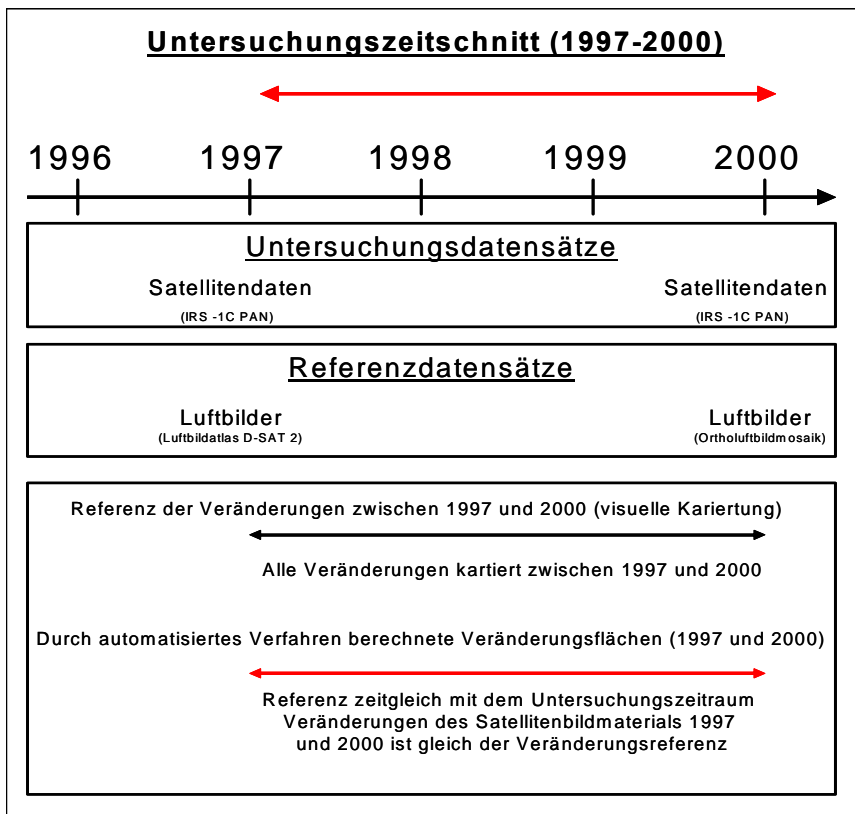 Untersuchungszeitschnitt (1997-2000)
1996 1997 1998 1999 2000
Untersuchungsdatensätze
Satellitendaten Satellitendaten
(IRS -1C PAN) (IRS -1C PAN)
Referenzdatensätze
Luftbilder Luftbilder
(Luftbildatlas D-SAT 2) (Ortholuftbildmosaik)
Referenz der Veränderungen zwischen 1997 und 2000 (visuelle Kariertung)
Alle Veränderungen kartiert zwischen 1997 und 2000
Durch automatisiertes Verfahren berechnete Veränderungsflächen (1997 und 2000)
Referenz zeitgleich mit dem Untersuchungszeitraum
Veränderungen des Satellitenbildmaterials 1997
und 2000 ist gleich der Veränderungsreferenz